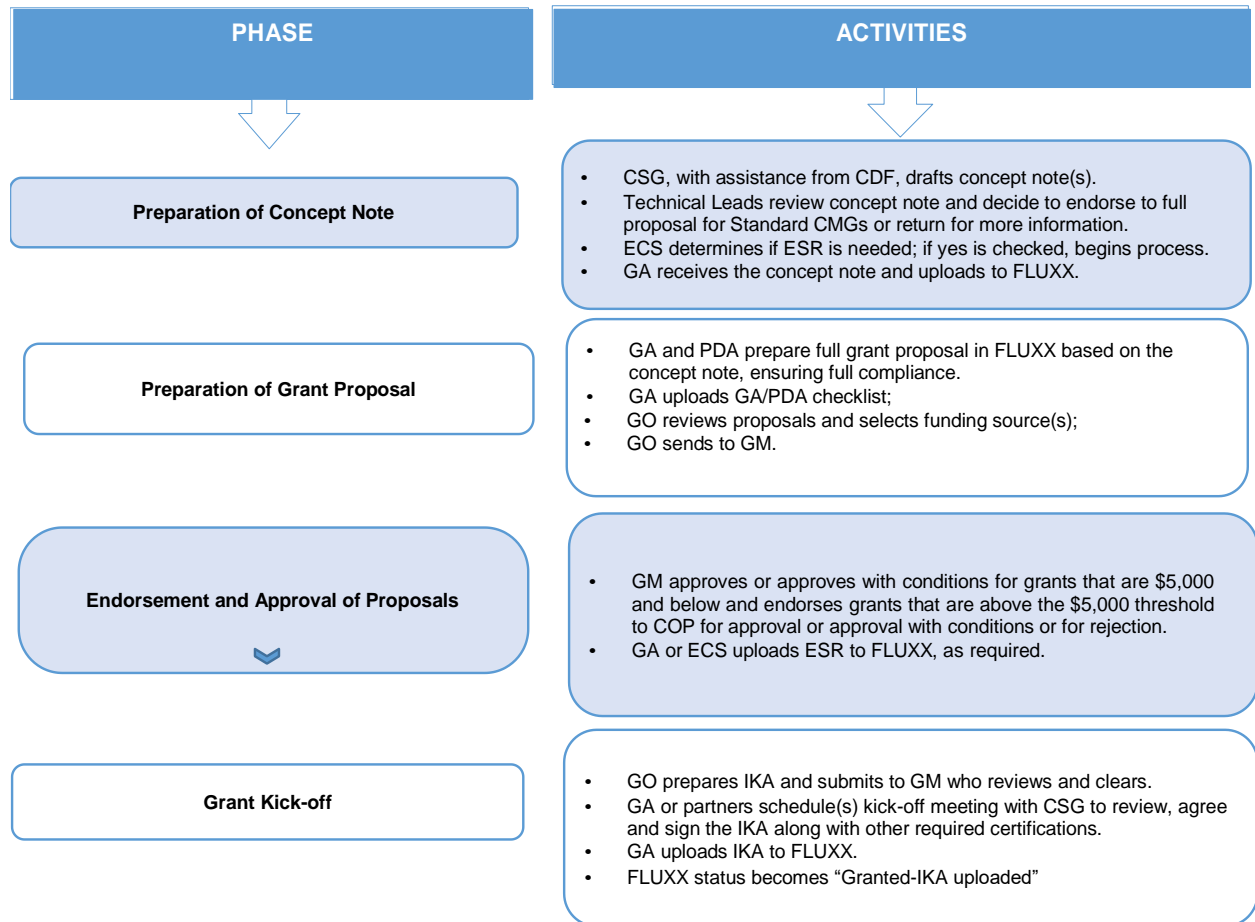 PHASE
ACTIVITIES
Preparation of Concept Note
• CSG, with assistance from CDF, drafts concept note(s).
• Technical Leads review concept note and decide to endorse to full
proposal for Standard CMGs or return for more information.
• ECS determines if ESR is needed; if yes is checked, begins process.
• GA receives the concept note and uploads to FLUXX.
Preparation of Grant Proposal
• GA and PDA prepare full grant proposal in FLUXX based on the
concept note, ensuring full compliance.
• GA uploads GA/PDA checklist;
• GO reviews proposals and selects funding source(s);
• GO sends to GM.
Endorsement and Approval of Proposals
• GM approves or approves with conditions for grants that are $5,000
and below and endorses grants that are above the $5,000 threshold
to COP for approval or approval with conditions or for rejection.
• GA or ECS uploads ESR to FLUXX, as required.
Grant Kick-off
• GO prepares IKA and submits to GM who reviews and clears.
• GA or partners schedule(s) kick-off meeting with CSG to review, agree
and sign the IKA along with other required certifications.
• GA uploads IKA to FLUXX.
• FLUXX status becomes “Granted-IKA uploaded”